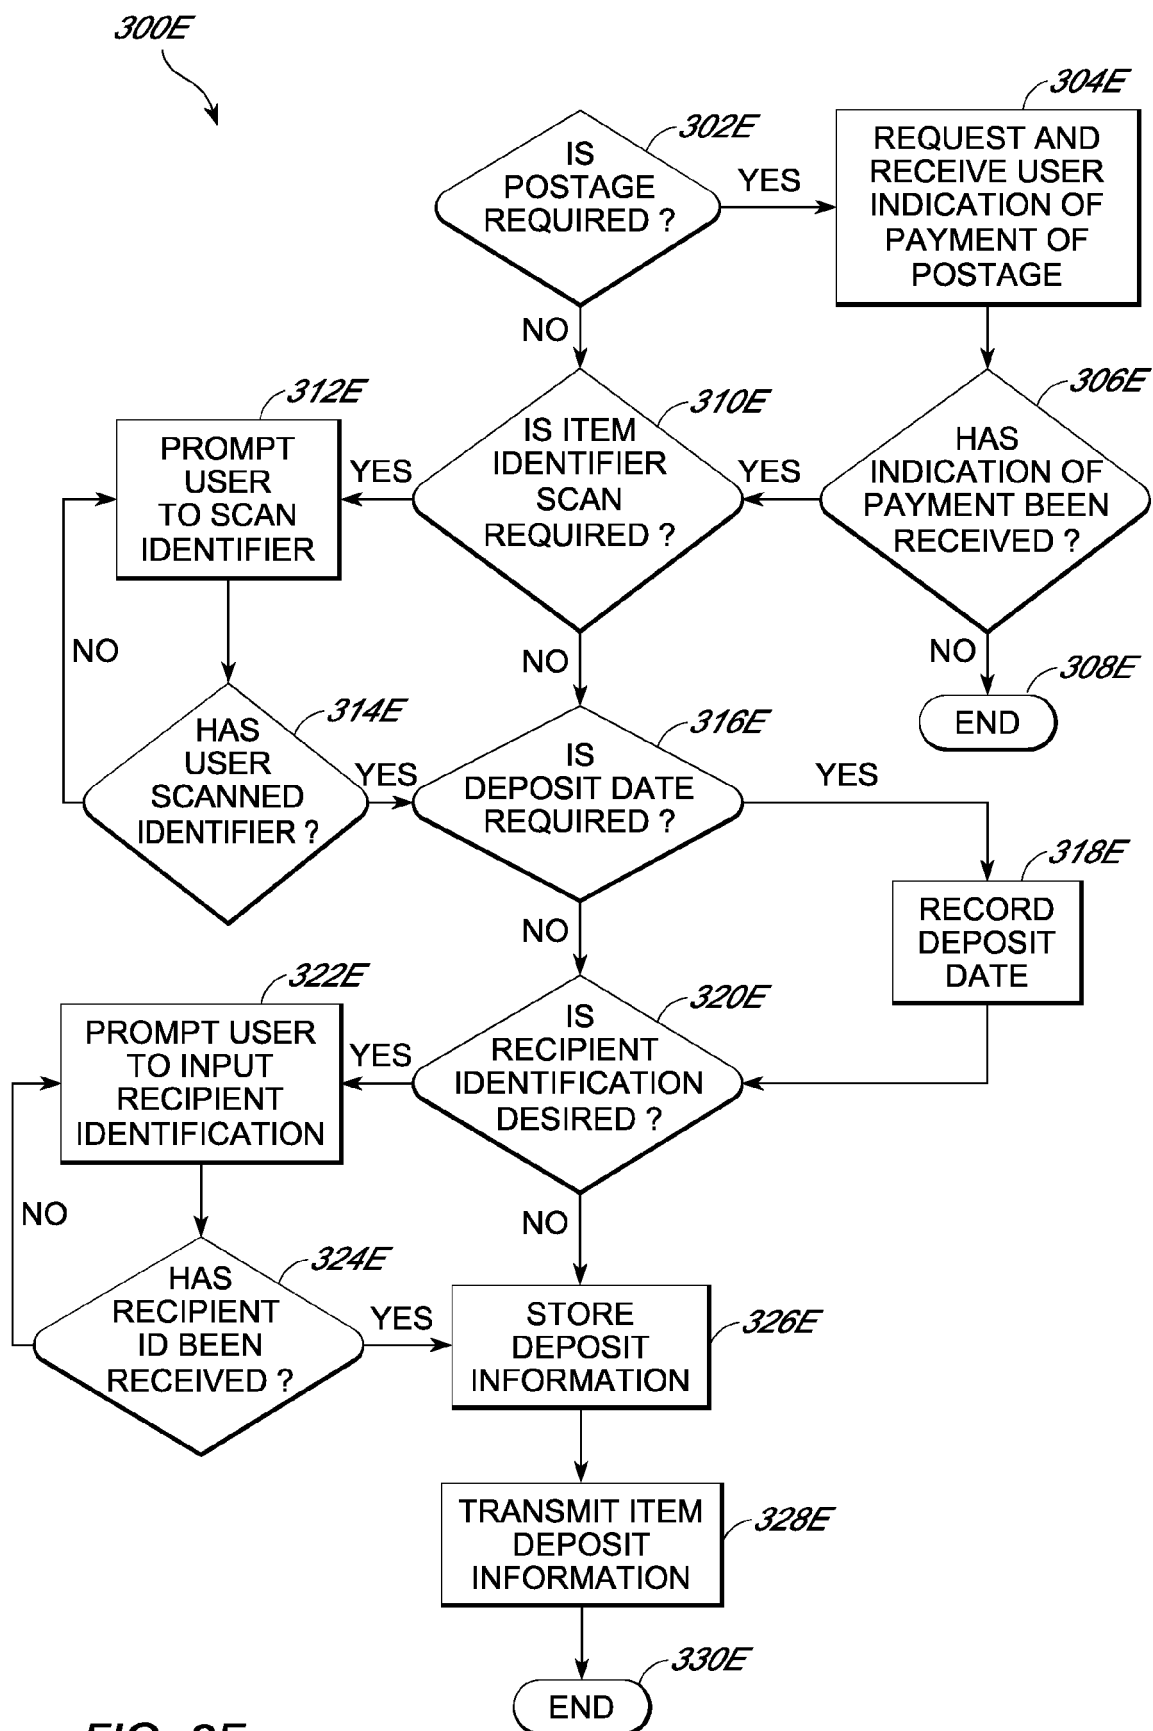 300E
302E
IS
POSTAGE
REQUIRED ?
YES
304E
REQUEST AND
RECEIVE USER
INDICATION OF
PAYMENT OF
POSTAGE
NO
306E
HAS
INDICATION OF
PAYMENT BEEN
RECEIVED ?
YES
NO
308E
END
310E
IS ITEM
IDENTIFIER
SCAN
REQUIRED ?
YES
NO
312E
PROMPT
USER
TO SCAN
IDENTIFIER
314E
HAS
USER
SCANNED
IDENTIFIER ?
NO
YES
316E
IS
DEPOSIT DATE
REQUIRED ?
YES
NO
318E
RECORD
DEPOSIT
DATE
320E
IS
RECIPIENT
IDENTIFICATION
DESIRED ?
YES
NO
322E
PROMPT USER
TO INPUT
RECIPIENT
IDENTIFICATION
324E
HAS
RECIPIENT
ID BEEN
RECEIVED ?
NO
YES
326E
STORE
DEPOSIT
INFORMATION
328E
TRANSMIT ITEM
DEPOSIT
INFORMATION
330E
END
FIG.